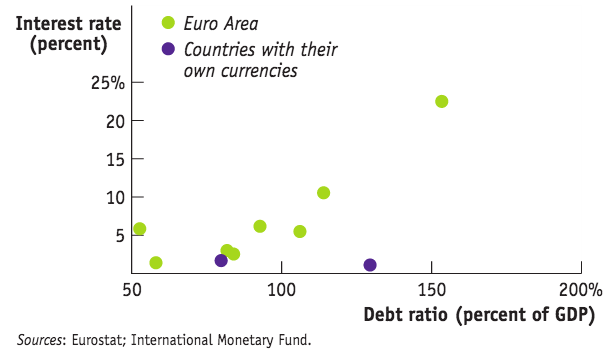 Interest rate
(percent)
Euro Area
Countries with their
own currencies
25%
20
15
10
5
50
100
150
200%
Debt ratio (percent of GDP)
Sources: Eurostat; International Monetary Fund.